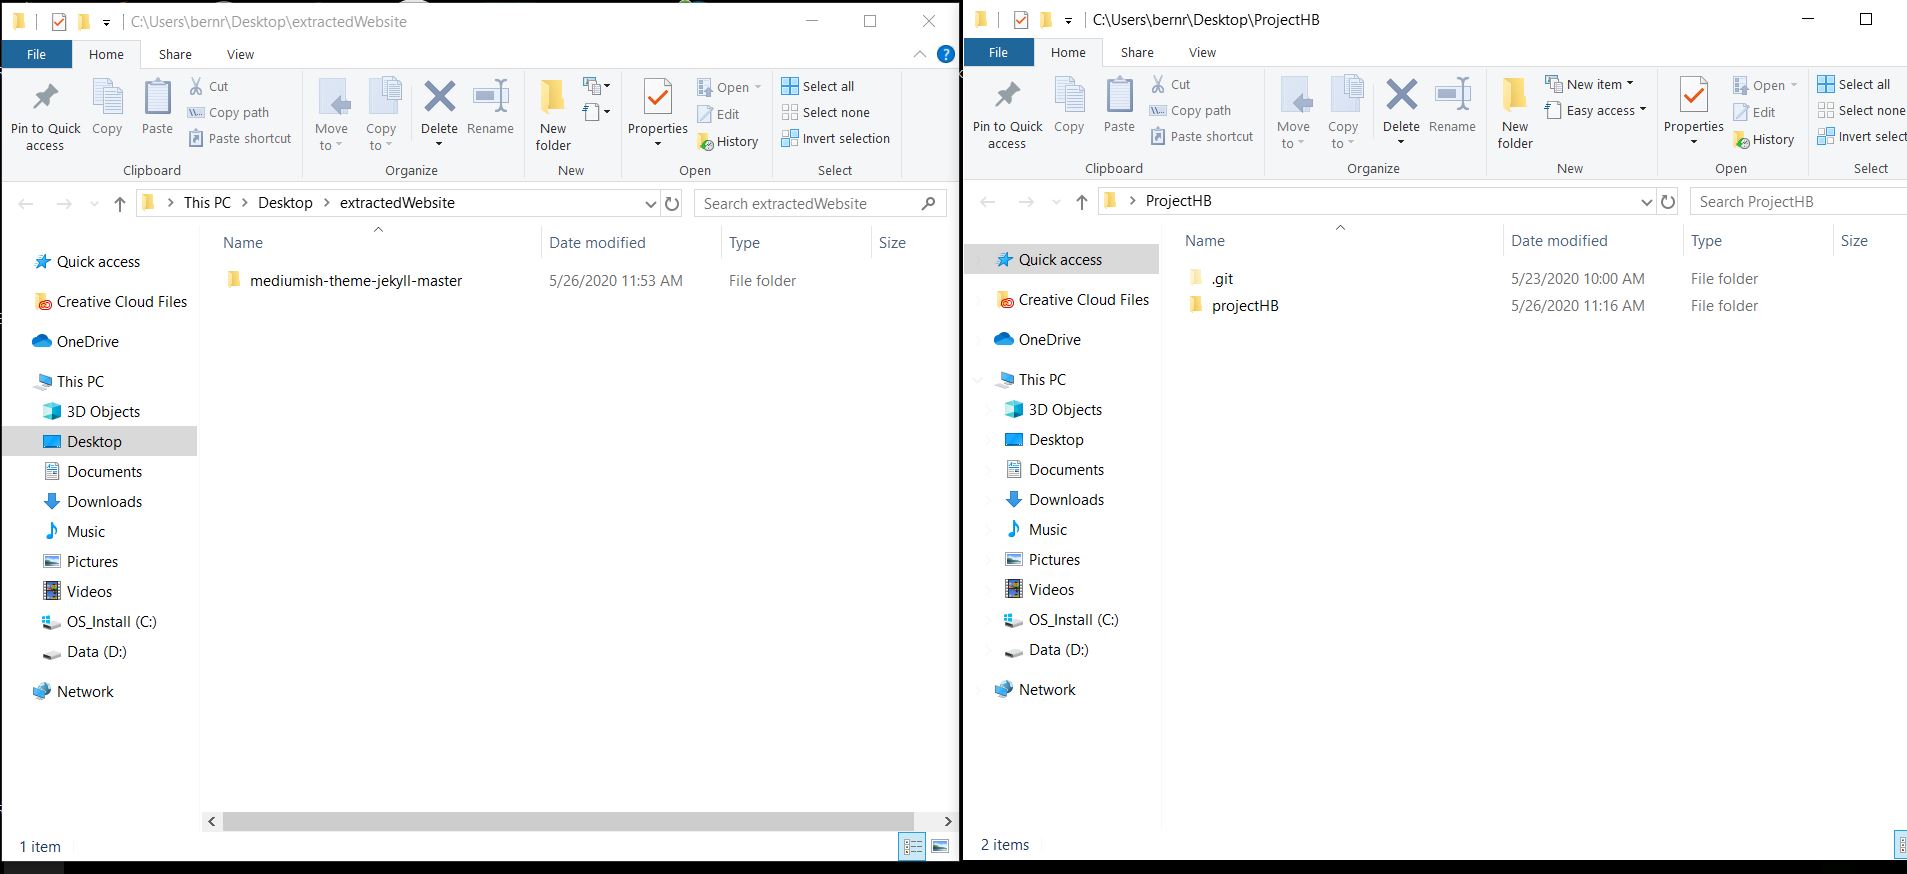 C:\Users\bernr\Desktop\extractedWebsite
File Home Share View
Pin to Quick access
Copy
Paste
Cut
Copy path
Paste shortcut
Clipboard
Move to
Copy to
Delete
Rename
Organize
New folder
New
Properties
Open
Edit
History
Open
Select all
Select none
Invert selection
Select
This PC > Desktop > extractedWebsite
Search extractedWebsite
Name Date modified Type Size
mediumish-theme-jekyll-master 5/26/2020 11:53 AM File folder
Quick access
Creative Cloud Files
OneDrive
This PC
3D Objects
Desktop
Documents
Downloads
Music
Pictures
Videos
OS_Install (C:)
Data (D:)
Network
1 item
C:\Users\bernr\Desktop\ProjectHB
File Home Share View
Pin to Quick access
Copy
Paste
Cut
Copy path
Paste shortcut
Clipboard
Move to
Copy to
Delete
Rename
Organize
New folder
New item
Easy access
New
Properties
Open
Edit
History
Open
Select all
Select none
Invert select
Select
ProjectHB
Search ProjectHB
Name Date modified Type Size
.git 5/23/2020 10:00 AM File folder
projectHB 5/26/2020 11:16 AM File folder
Quick access
Creative Cloud Files
OneDrive
This PC
3D Objects
Desktop
Documents
Downloads
Music
Pictures
Videos
OS_Install (C:)
Data (D:)
Network
2 items